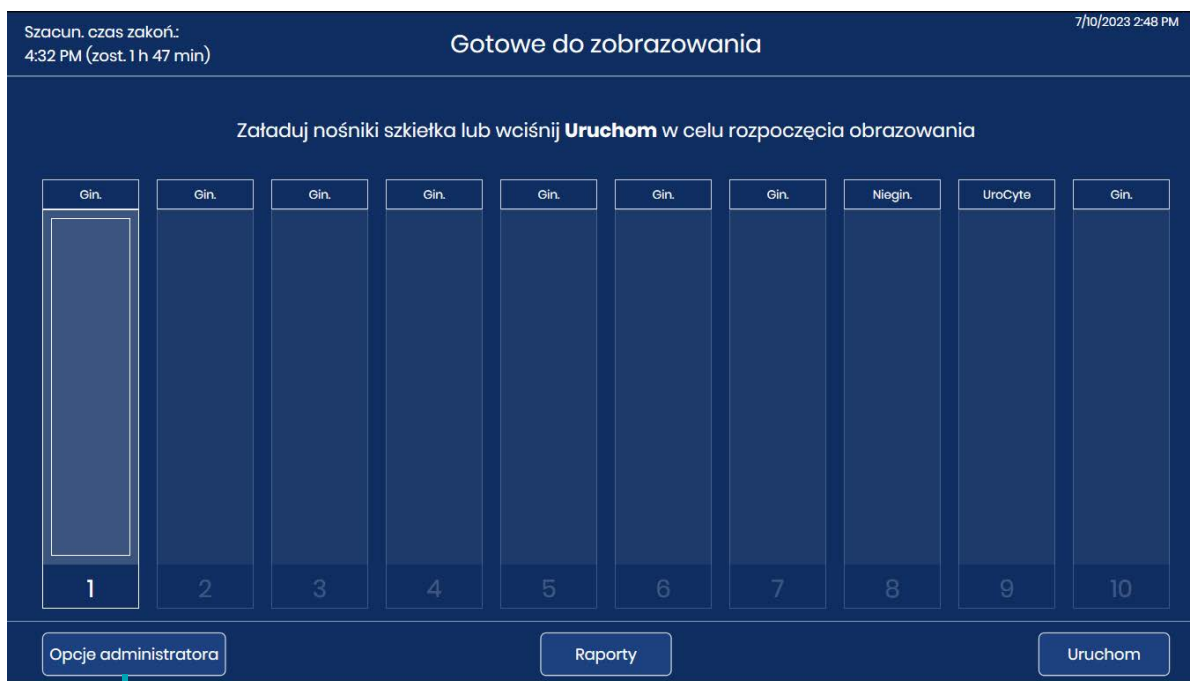 Szacun. czas zakoń.:
4:32 PM (zost. 1 h 47 min)
Gotowe do zobrazowania
7/10/2023 2:48 PM
Załaduj nośniki szkiełka lub wciśnij Uruchom w celu rozpoczęcia obrazowania
Gin. Gin. Gin. Gin. Gin. Gin. Gin. Niegin. UroCyte Gin.
1 2 3 4 5 6 7 8 9 10
Opcje administratora Raporty Uruchom